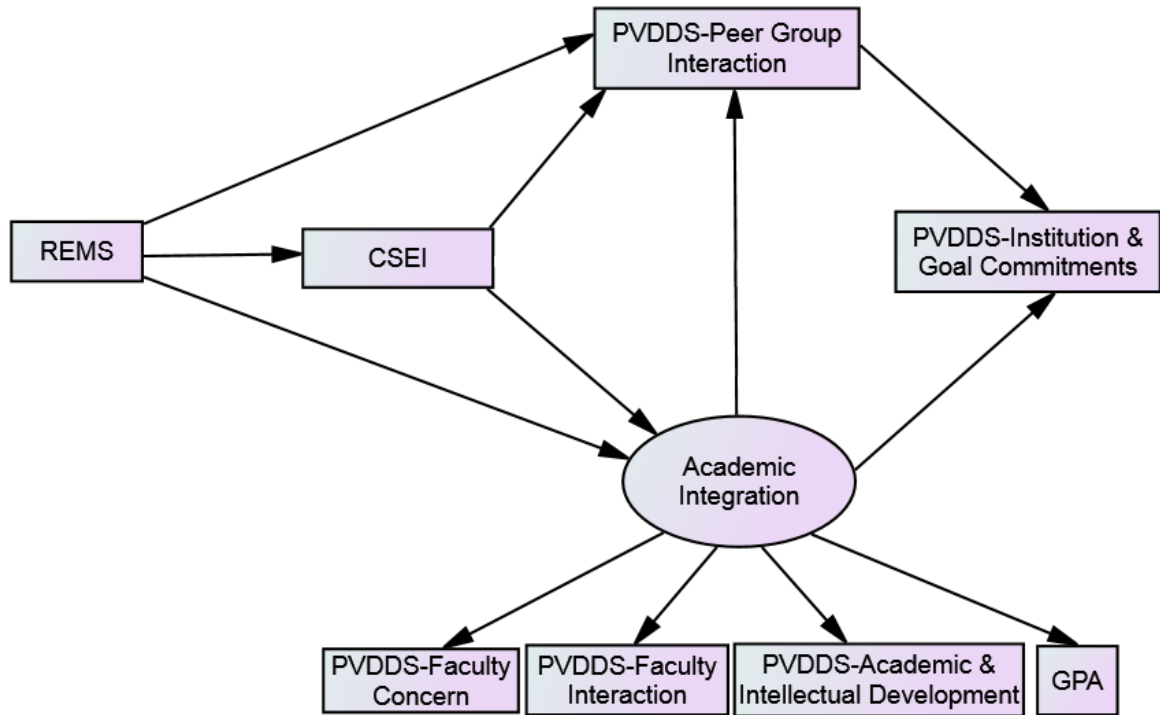 PVDDS-Peer Group
Interaction
REMS
CSEI
PVDDS-Institution &
Goal Commitments
Academic
Integration
PVDDS-Faculty
Concern
PVDDS-Faculty
Interaction
PVDDS-Academic &
Intellectual Development
GPA